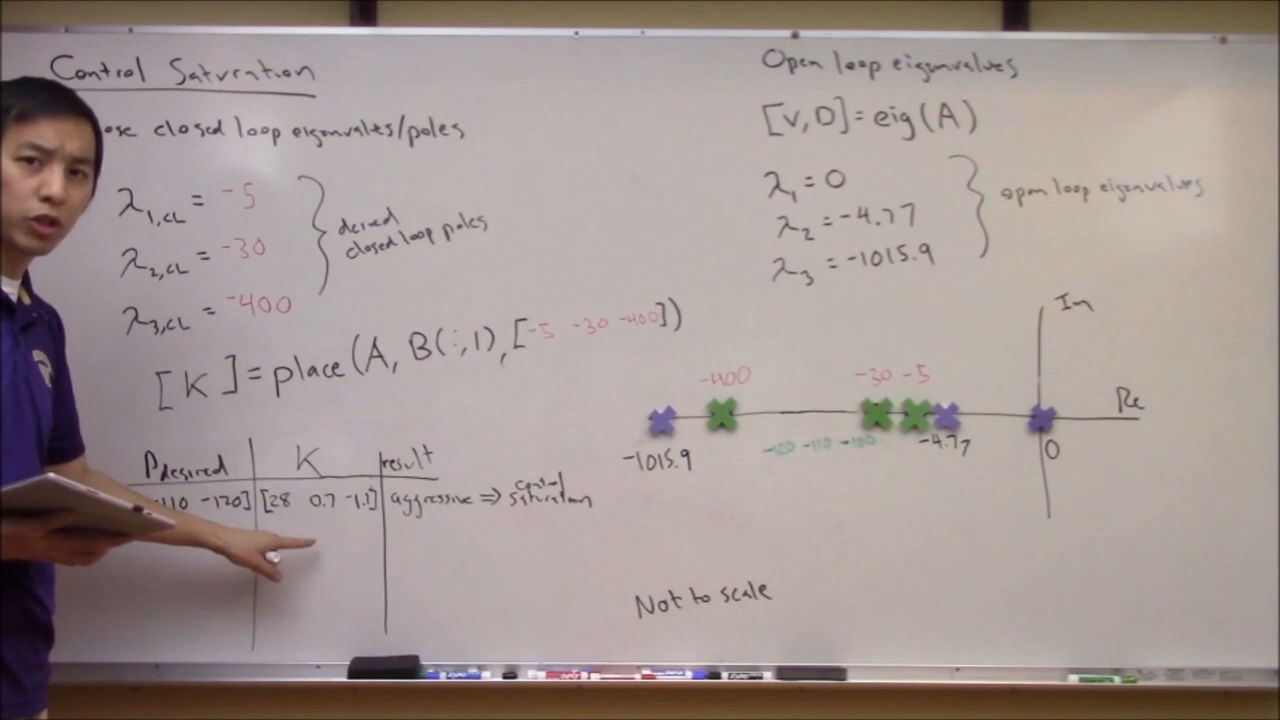 Control Saturation
ose closed loop eigenvalues/poles
λ1,CL = -5
λ2,CL = -30
λ3,CL = -400
desired
closed loop poles
[K] = place(A, B(:,1), [-5 -30 -400])
Pdesired K result
-110 -120] [28 0.7 -1.1] aggressive ⇒ control saturation
Open loop eigenvalues
[V,D]=eig(A)
λ1 = 0
λ2 = -4.77
λ3 = -1015.9
open loop eigenvalues
Im
-400 -30 -5
Re
-1015.9 -120 -110 -100 -4.77 0
Not to scale